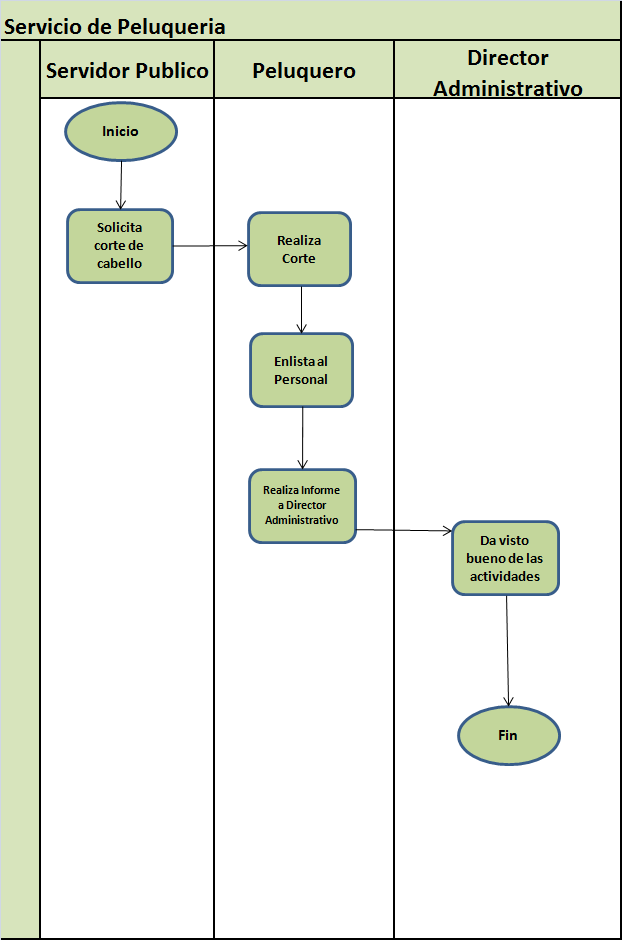 Servicio de Peluqueria
Servidor Publico
Peluquero
Director
Administrativo
Inicio
Solicita
corte de
cabello
Realiza
Corte
Enlista al
Personal
Realiza Informe
a Director
Administrativo
Da visto
bueno de las
actividades
Fin